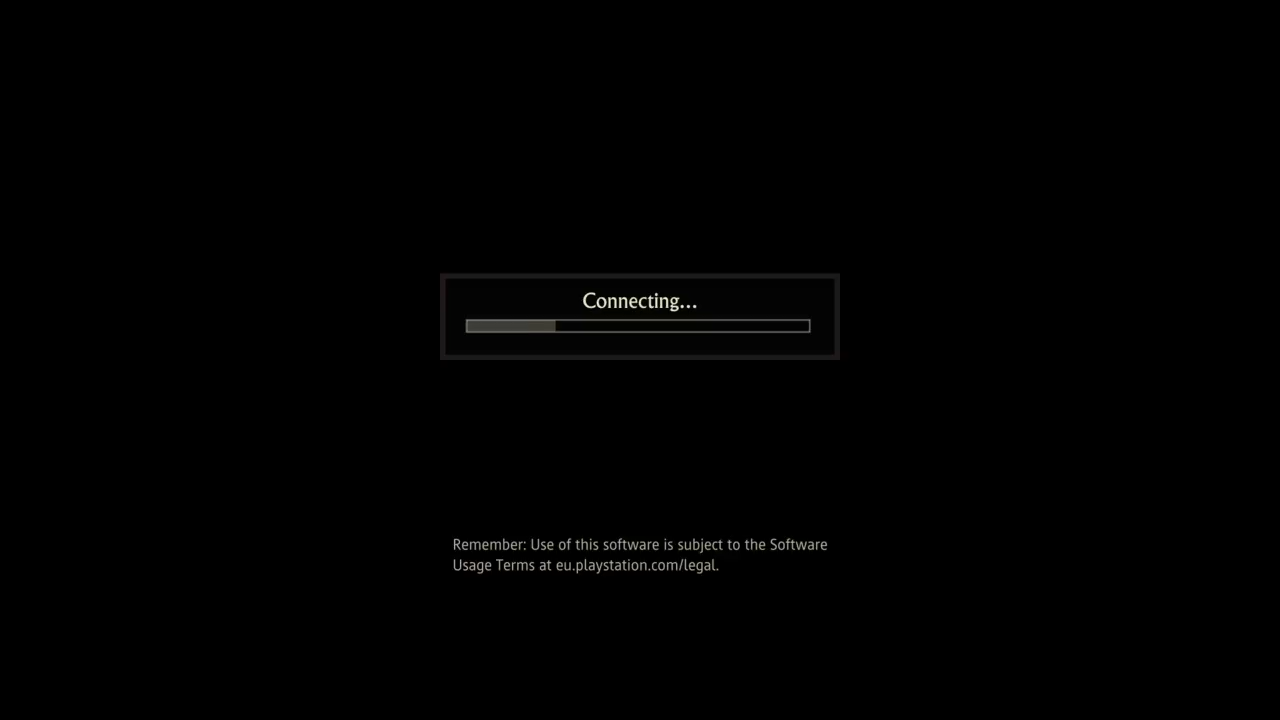 Connecting...
Remember: Use of this software is subject to the Software
Usage Terms at eu.playstation.com/legal.